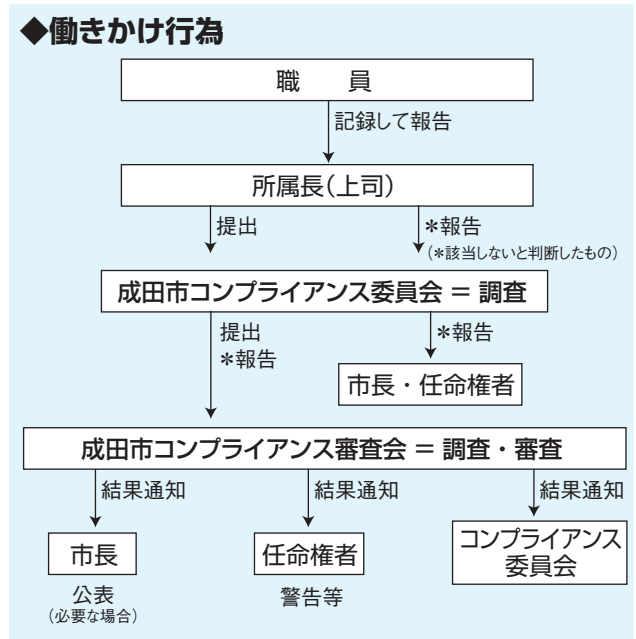 ◆働きかけ行為
職　員
記録して報告
所属長(上司)
提出
＊報告
(＊該当しないと判断したもの)
成田市コンプライアンス委員会 = 調査
提出
＊報告
＊報告
市長・任命権者
成田市コンプライアンス審査会 = 調査・審査
結果通知
結果通知
結果通知
市長
任命権者
コンプライアンス
委員会
公表
(必要な場合)
警告等